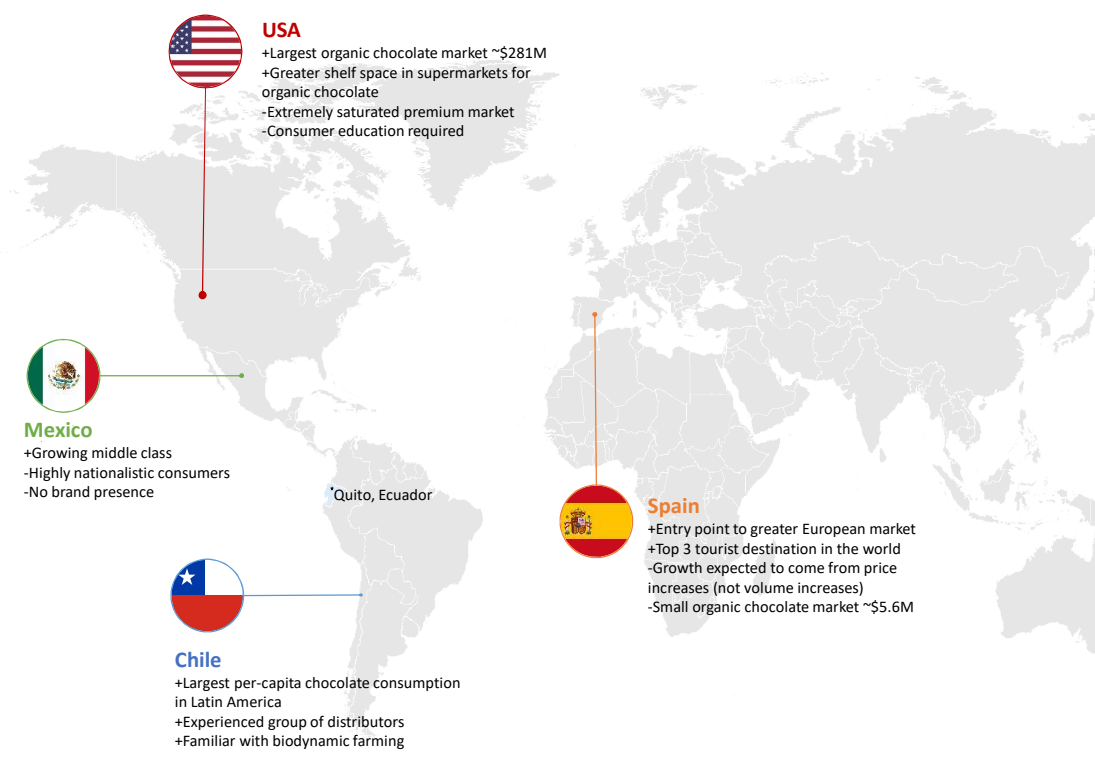 USA
+Largest organic chocolate market ~$281M
+Greater shelf space in supermarkets for
organic chocolate
-Extremely saturated premium market
-Consumer education required
Mexico
+Growing middle class
-Highly nationalistic consumers
-No brand presence
Quito, Ecuador
Spain
+Entry point to greater European market
+Top 3 tourist destination in the world
-Growth expected to come from price
increases (not volume increases)
-Small organic chocolate market ~$5.6M
Chile
+Largest per-capita chocolate consumption
in Latin America
+Experienced group of distributors
+Familiar with biodynamic farming